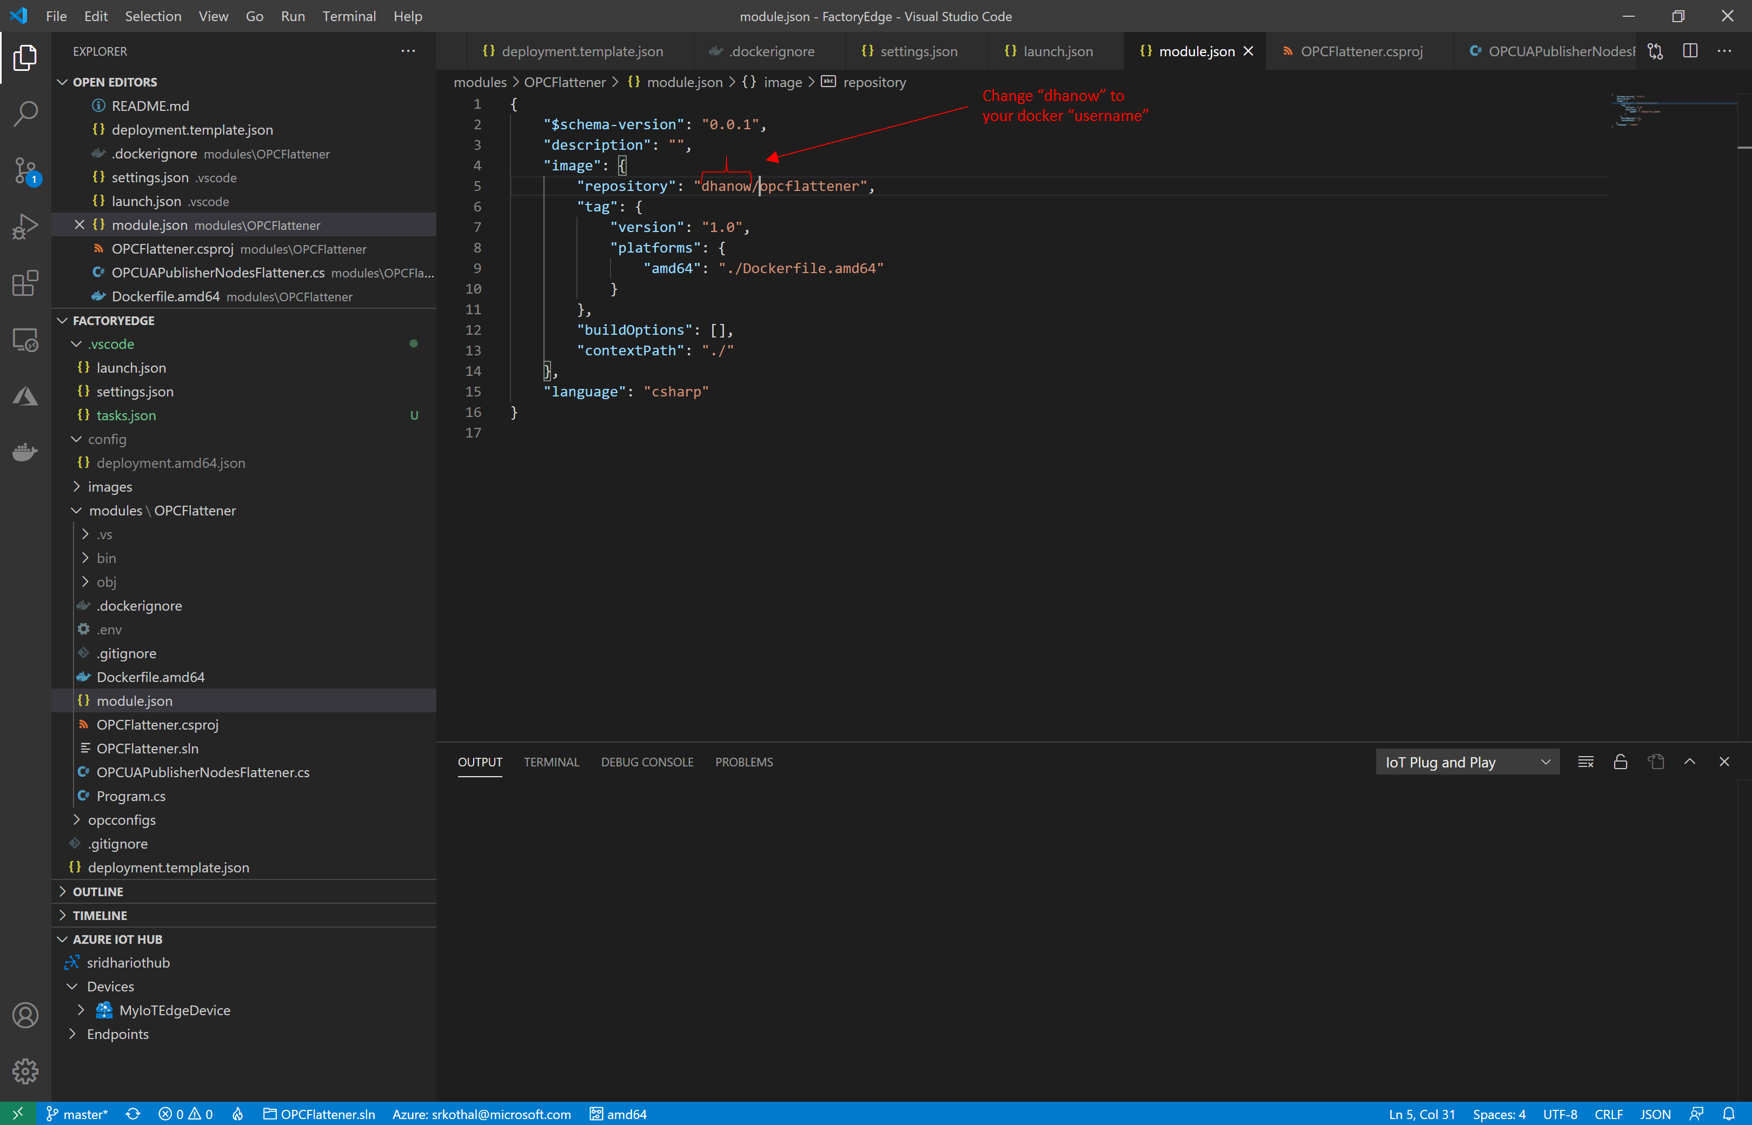 File Edit Selection View Go Run Terminal Help
module.json - FactoryEdge - Visual Studio Code
EXPLORER
OPEN EDITORS
README.md
deployment.template.json
.dockerignore modules\OPCFlattener
settings.json .vscode
launch.json .vscode
module.json modules\OPCFlattener
OPCFlattener.csproj modules\OPCFlattener
OPCUAPublisherNodesFlattener.cs modules\OPCFla...
Dockerfile.amd64 modules\OPCFlattener
FACTORYEDGE
.vscode
launch.json
settings.json
tasks.json U
config
deployment.amd64.json
images
modules \ OPCFlattener
.vs
bin
obj
.dockerignore
.env
.gitignore
Dockerfile.amd64
module.json
OPCFlattener.csproj
OPCFlattener.sln
OPCUAPublisherNodesFlattener.cs
Program.cs
opcconfigs
.gitignore
deployment.template.json
OUTLINE
TIMELINE
AZURE IOT HUB
sridhariothub
Devices
MyIoTEdgeDevice
Endpoints
1
deployment.template.json .dockerignore settings.json launch.json module.json OPCFlattener.csproj OPCUAPublisherNodesF
modules > OPCFlattener > {} module.json > {} image > abc repository
Change “dhanow” to
your docker “username”
1 {
2 "$schema-version": "0.0.1",
3 "description": "",
4 "image": {
5 "repository": "dhanow/opcflattener",
6 "tag": {
7 "version": "1.0",
8 "platforms": {
9 "amd64": "./Dockerfile.amd64"
10 }
11 },
12 "buildOptions": [],
13 "contextPath": "./"
14 },
15 "language": "csharp"
16 }
17
OUTPUT TERMINAL DEBUG CONSOLE PROBLEMS
IoT Plug and Play
master* 0 0 OPCFlattener.sln Azure: srkothal@microsoft.com amd64
Ln 5, Col 31 Spaces: 4 UTF-8 CRLF JSON